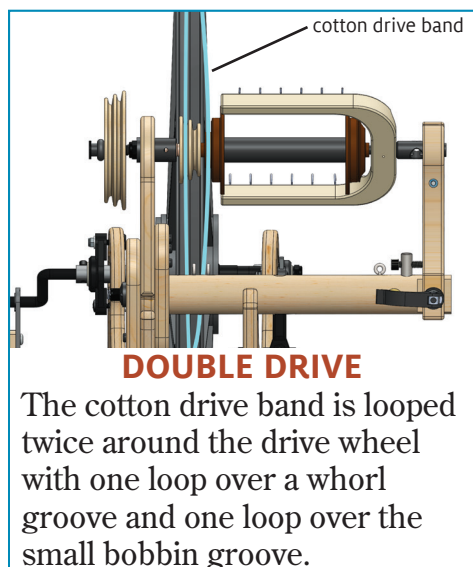 cotton drive band
DOUBLE DRIVE
The cotton drive band is looped
twice around the drive wheel
with one loop over a whorl
groove and one loop over the
small bobbin groove.